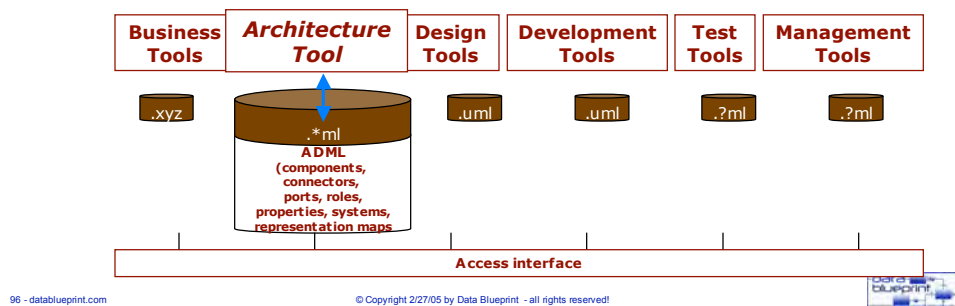 Business
Tools
Architecture
Tool
Design
Tools
Development
Tools
Test
Tools
Management
Tools
.xyz
.*ml
.uml
.uml
.?ml
.?ml
ADML
(components,
connectors,
ports, roles,
properties, systems,
representation maps
Access interface
96 - datablueprint.com
© Copyright 2/27/05 by Data Blueprint - all rights reserved!
data
blueprint